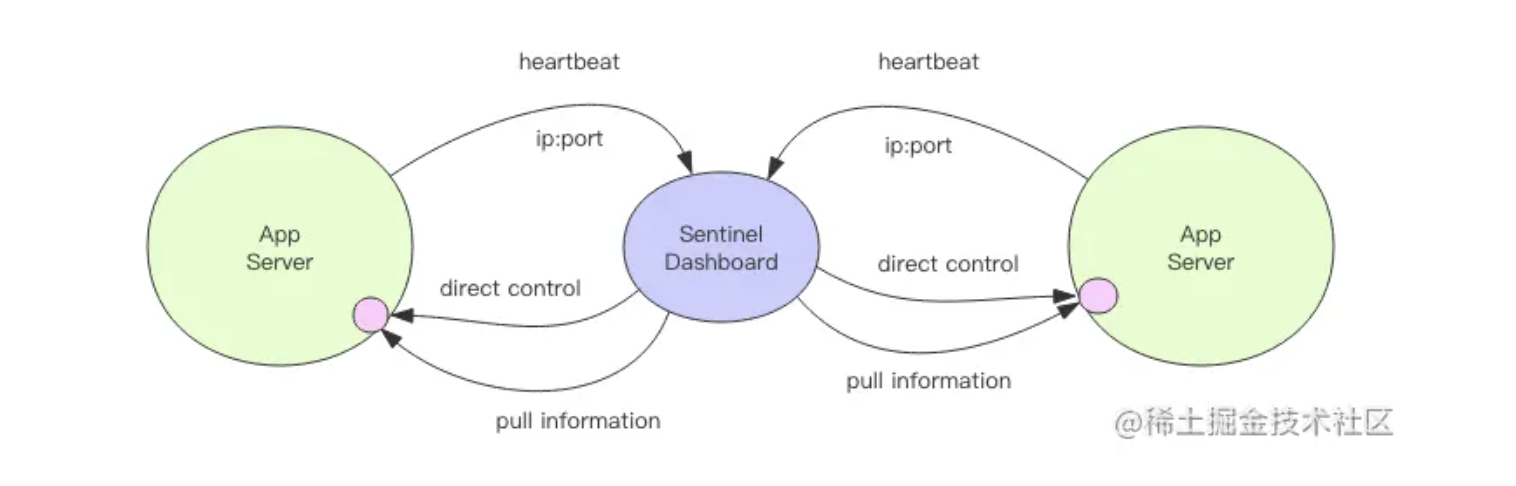 heartbeat
heartbeat
ip:port
ip:port
App
Server
Sentinel
Dashboard
App
Server
direct control
direct control
pull information
pull information
@稀土掘金技术社区